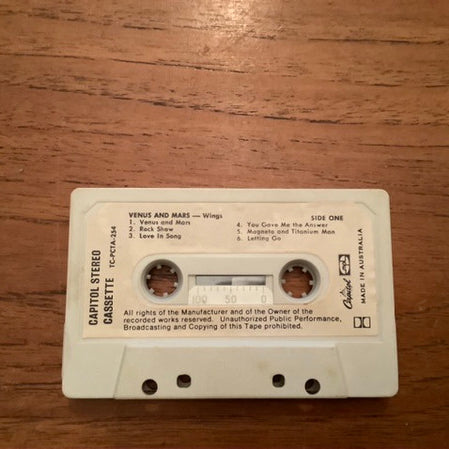 VENUS AND MARS — Wings
1. Venus and Mars
2. Rock Show
3. Love In Song
4. You Gave Me the Answer
5. Magneto and Titanium Man
6. Letting Go
SIDE ONE
CAPITOL STEREO
CASSETTE
TC-PCTA-254
100 50 0
Capitol
MADE IN AUSTRALIA
All rights of the Manufacturer and of the Owner of the
recorded works reserved. Unauthorized Public Performance,
Broadcasting and Copying of this Tape prohibited.